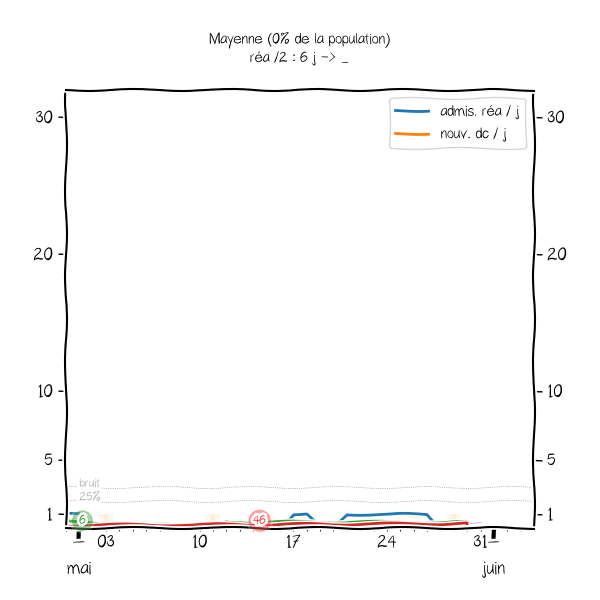 Mayenne (0% de la population)
réa /2 : 6 j -> _
admis. réa / j
nouv. dc / j
30 30
20 20
10 10
5 5
bruit
25%
1 1
6 46
03 10 17 24 31
mai juin